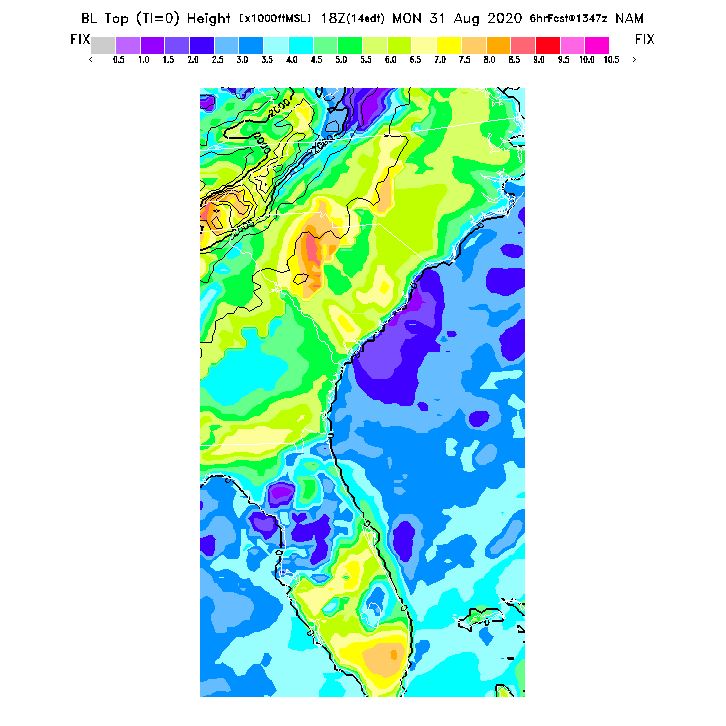 BL Top (TI=0) Height [x1000ftMSL] 18Z(14edt) MON 31 Aug 2020 6hrFcst@1347z NAM
FIX FIX
< 0.5 1.0 1.5 2.0 2.5 3.0 3.5 4.0 4.5 5.0 5.5 6.0 6.5 7.0 7.5 8.0 8.5 9.0 9.5 10.0 10.5 >
2000
2000